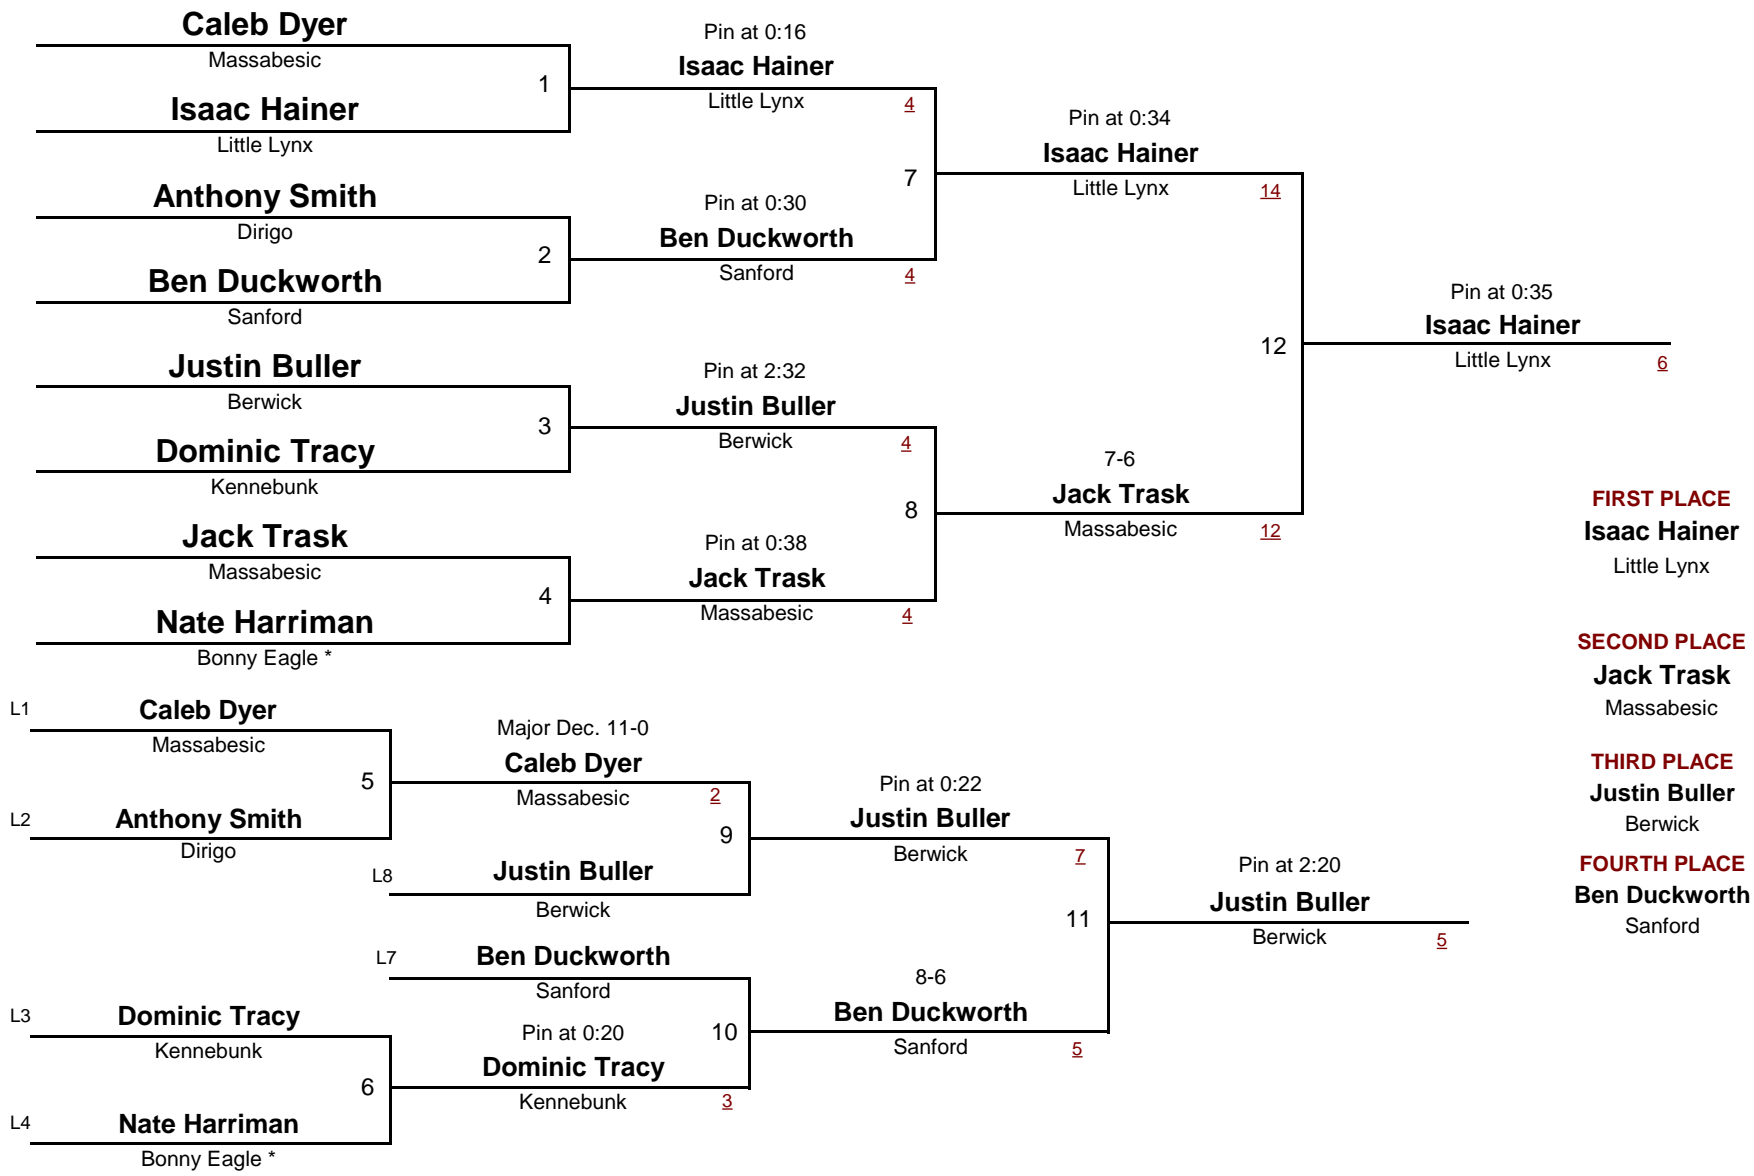 Caleb Dyer
Massabesic
1
Isaac Hainer
Little Lynx
Anthony Smith
Dirigo
2
Ben Duckworth
Sanford
Justin Buller
Berwick
3
Dominic Tracy
Kennebunk
Jack Trask
Massabesic
4
Nate Harriman
Bonny Eagle *
Pin at 0:16
Isaac Hainer
Little Lynx 4
7
Pin at 0:30
Ben Duckworth
Sanford 4
Pin at 2:32
Justin Buller
Berwick 4
8
Pin at 0:38
Jack Trask
Massabesic 4
Pin at 0:34
Isaac Hainer
Little Lynx 14
12
7-6
Jack Trask
Massabesic 12
Pin at 0:35
Isaac Hainer
Little Lynx 6
FIRST PLACE
Isaac Hainer
Little Lynx
SECOND PLACE
Jack Trask
Massabesic
THIRD PLACE
Justin Buller
Berwick
FOURTH PLACE
Ben Duckworth
Sanford
L1 Caleb Dyer
Massabesic
5
L2 Anthony Smith
Dirigo
L3 Dominic Tracy
Kennebunk
6
L4 Nate Harriman
Bonny Eagle *
Major Dec. 11-0
Caleb Dyer
Massabesic 2
9
L8 Justin Buller
Berwick
L7 Ben Duckworth
Sanford
10
Pin at 0:20
Dominic Tracy
Kennebunk 3
Pin at 0:22
Justin Buller
Berwick 7
11
8-6
Ben Duckworth
Sanford 5
Pin at 2:20
Justin Buller
Berwick 5